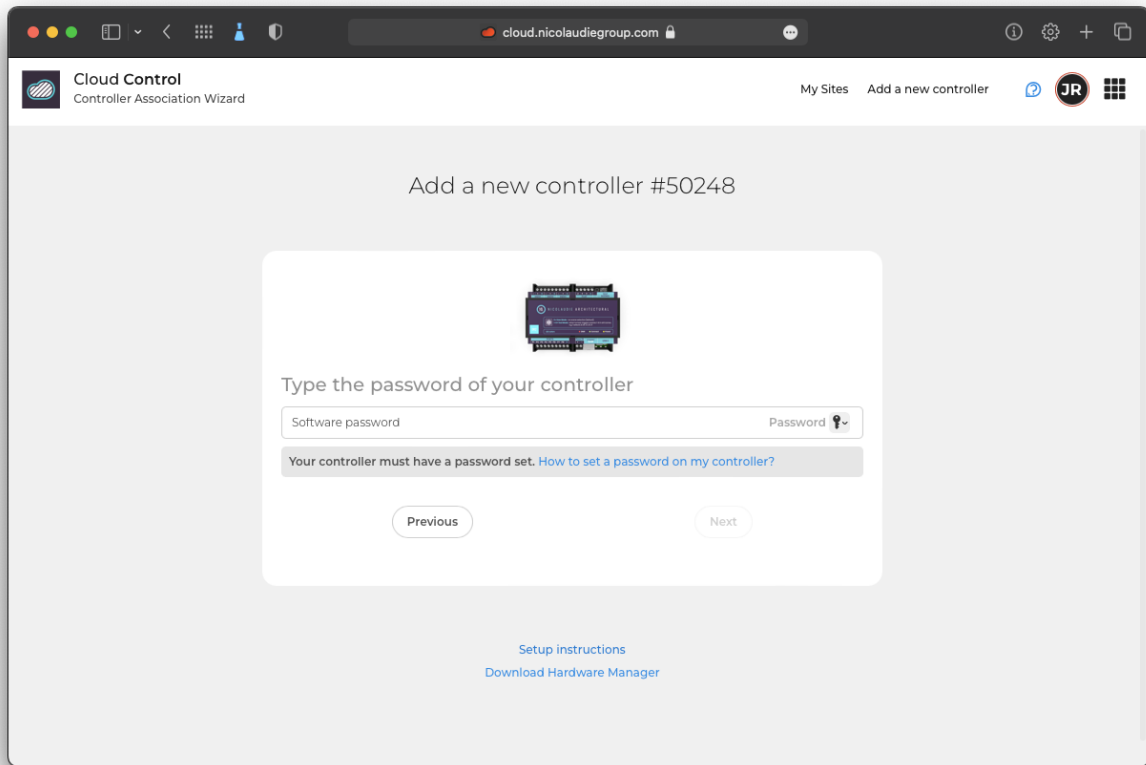 cloud.nicolaudiegroup.com
Cloud Control
Controller Association Wizard
My Sites
Add a new controller
JR
Add a new controller #50248
NICOLAUDIE ARCHITECTURAL
Type the password of your controller
Software password
Password
Your controller must have a password set. How to set a password on my controller?
Previous
Next
Setup instructions
Download Hardware Manager